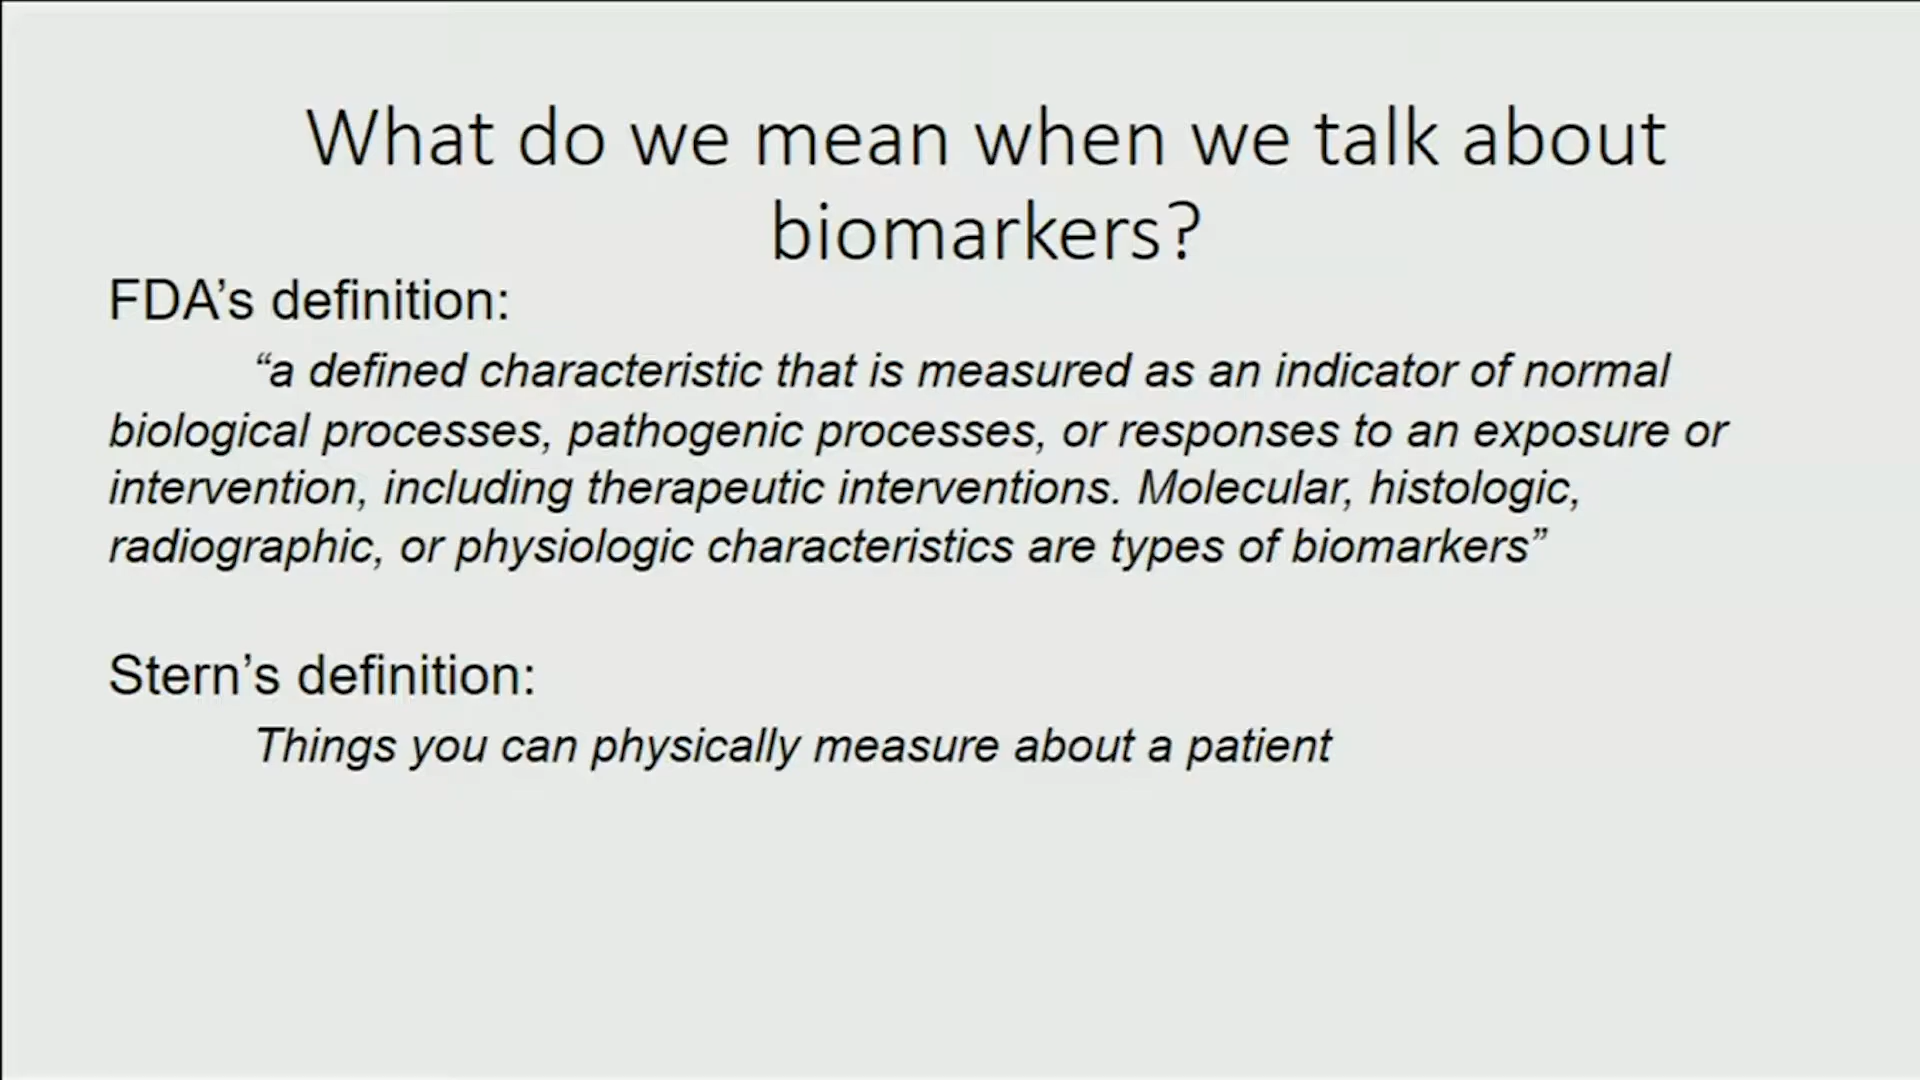 What do we mean when we talk about
biomarkers?
FDA’s definition:
“a defined characteristic that is measured as an indicator of normal
biological processes, pathogenic processes, or responses to an exposure or
intervention, including therapeutic interventions. Molecular, histologic,
radiographic, or physiologic characteristics are types of biomarkers”
Stern’s definition:
Things you can physically measure about a patient